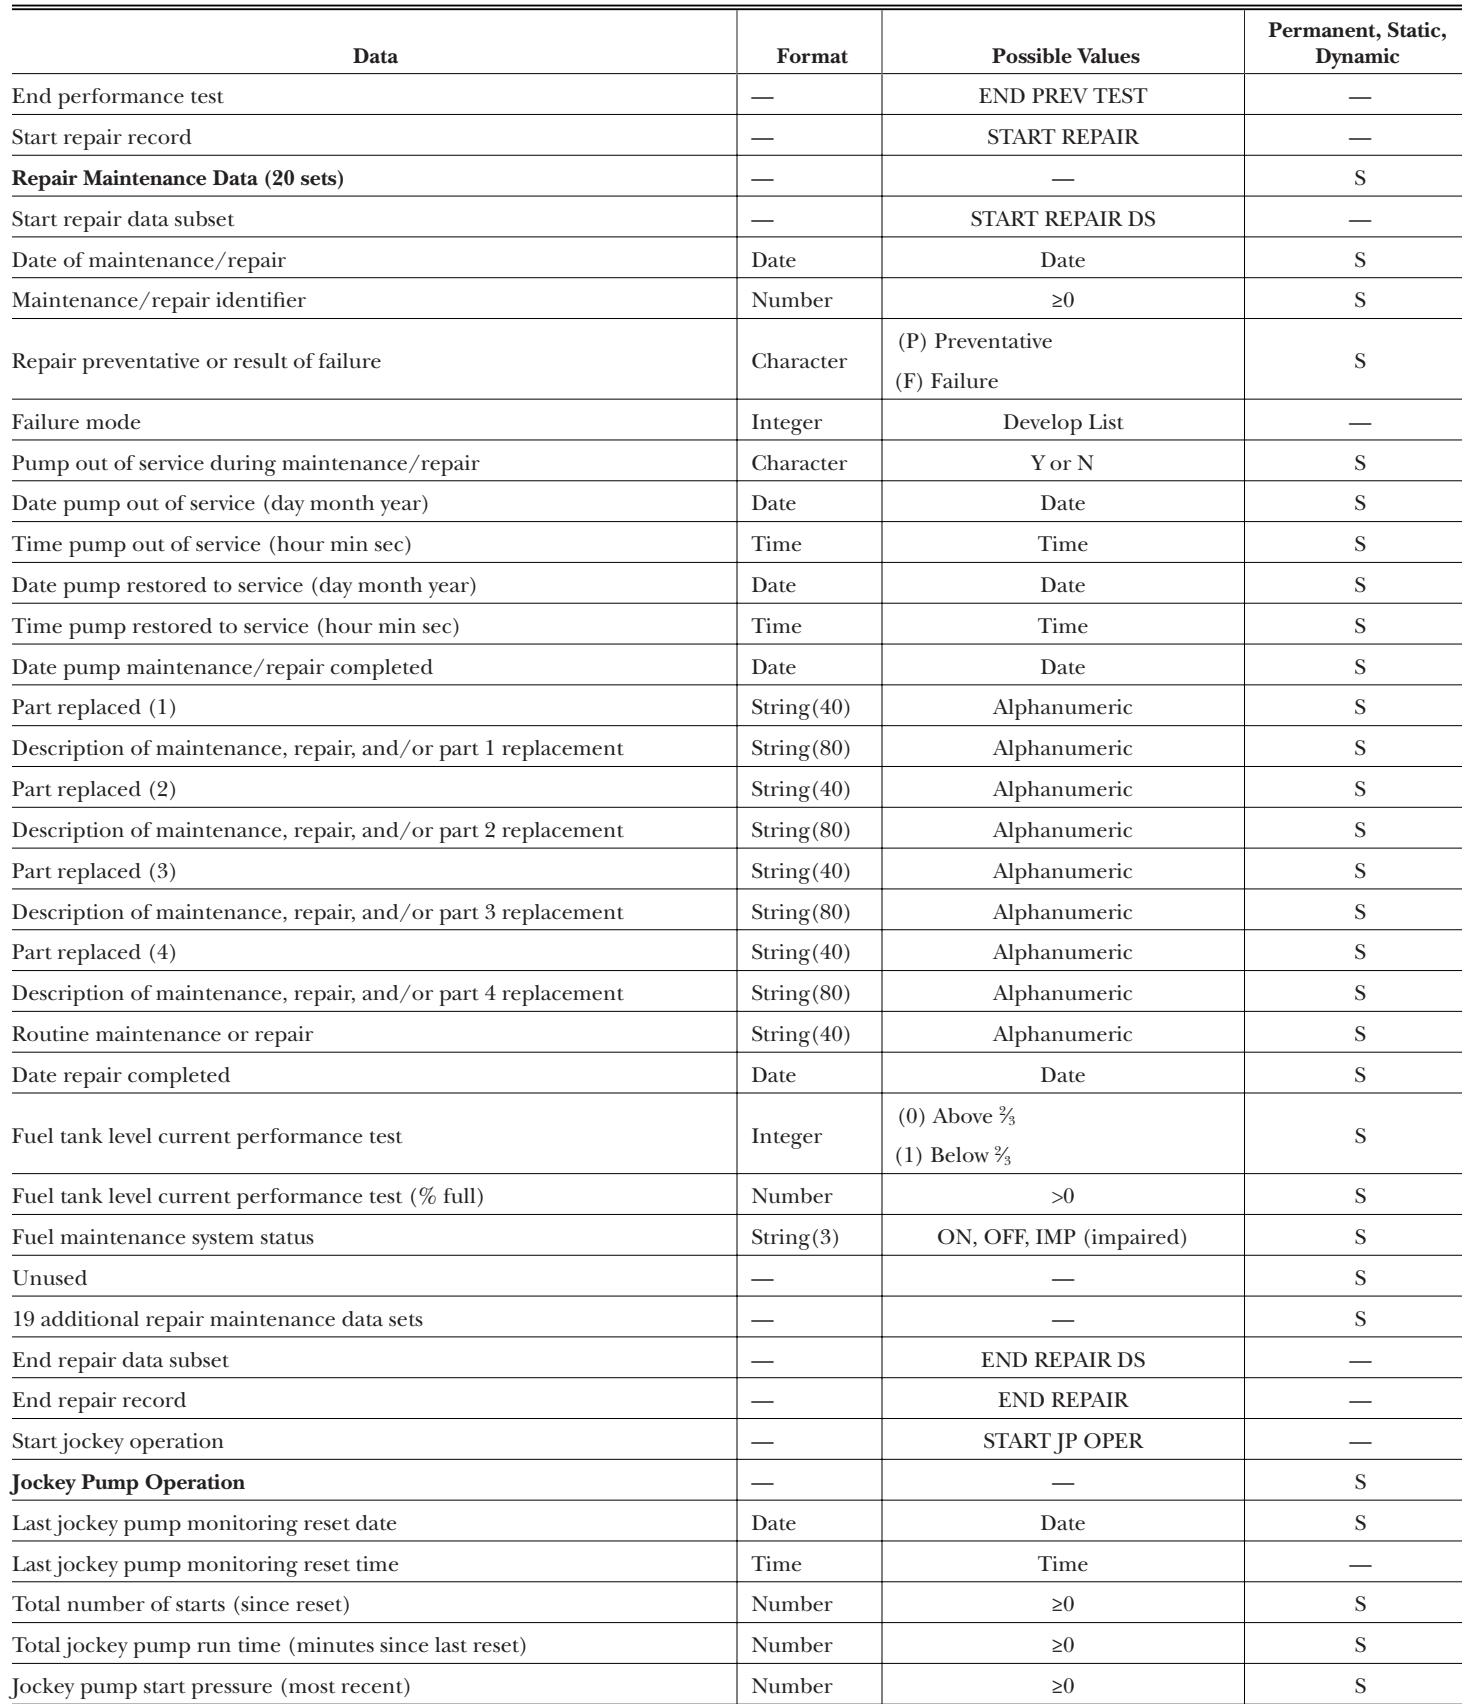 Data Format Possible Values Permanent, Static,
Dynamic
End performance test — END PREV TEST —
Start repair record — START REPAIR —
Repair Maintenance Data (20 sets) — — S
Start repair data subset — START REPAIR DS —
Date of maintenance/repair Date Date S
Maintenance/repair identifier Number ≥0 S
Repair preventative or result of failure Character (P) Preventative S
(F) Failure
Failure mode Integer Develop List —
Pump out of service during maintenance/repair Character Y or N S
Date pump out of service (day month year) Date Date S
Time pump out of service (hour min sec) Time Time S
Date pump restored to service (day month year) Date Date S
Time pump restored to service (hour min sec) Time Time S
Date pump maintenance/repair completed Date Date S
Part replaced (1) String(40) Alphanumeric S
Description of maintenance, repair, and/or part 1 replacement String(80) Alphanumeric S
Part replaced (2) String(40) Alphanumeric S
Description of maintenance, repair, and/or part 2 replacement String(80) Alphanumeric S
Part replaced (3) String(40) Alphanumeric S
Description of maintenance, repair, and/or part 3 replacement String(80) Alphanumeric S
Part replaced (4) String(40) Alphanumeric S
Description of maintenance, repair, and/or part 4 replacement String(80) Alphanumeric S
Routine maintenance or repair String(40) Alphanumeric S
Date repair completed Date Date S
Fuel tank level current performance test Integer (0) Above ⅔ S
(1) Below ⅔
Fuel tank level current performance test (% full) Number >0 S
Fuel maintenance system status String(3) ON, OFF, IMP (impaired) S
Unused — — S
19 additional repair maintenance data sets — — S
End repair data subset — END REPAIR DS —
End repair record — END REPAIR —
Start jockey operation — START JP OPER —
Jockey Pump Operation — — S
Last jockey pump monitoring reset date Date Date S
Last jockey pump monitoring reset time Time Time —
Total number of starts (since reset) Number ≥0 S
Total jockey pump run time (minutes since last reset) Number ≥0 S
Jockey pump start pressure (most recent) Number ≥0 S